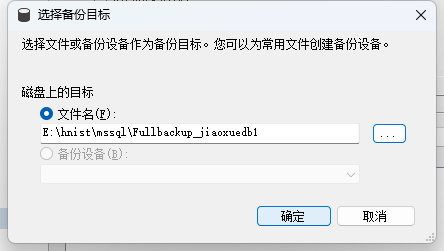 选择备份目标
选择文件或备份设备作为备份目标。您可以为常用文件创建备份设备。
磁盘上的目标
文件名(F):
E:\hnist\mssql\Fullbackup_jiaoxuedb1
...
备份设备(B):
确定
取消